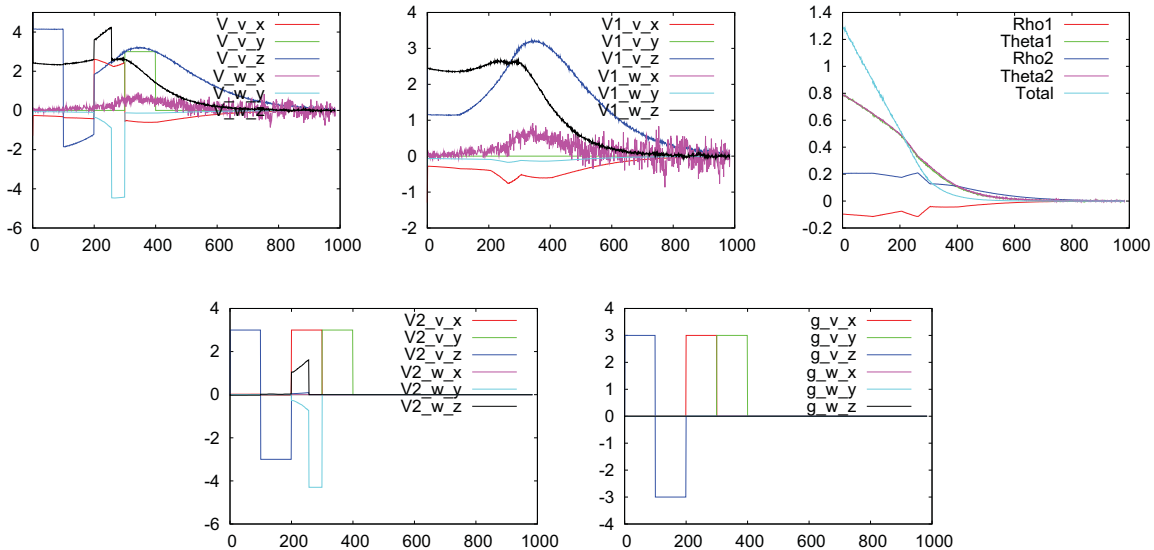 4
2
0
-2
-4
-6
0 200 400 600 800 1000
V_v_x
V_v_y
V_v_z
V_w_x
V_w_y
V_w_z
4
3
2
1
0
-1
-2
0 200 400 600 800 1000
V1_v_x
V1_v_y
V1_v_z
V1_w_x
V1_w_y
V1_w_z
1.4
1.2
1
0.8
0.6
0.4
0.2
0
-0.2
0 200 400 600 800 1000
Rho1
Theta1
Rho2
Theta2
Total
4
2
0
-2
-4
-6
0 200 400 600 800 1000
V2_v_x
V2_v_y
V2_v_z
V2_w_x
V2_w_y
V2_w_z
4
3
2
1
0
-1
-2
-3
-4
0 200 400 600 800 1000
g_v_x
g_v_y
g_v_z
g_w_x
g_w_y
g_w_z